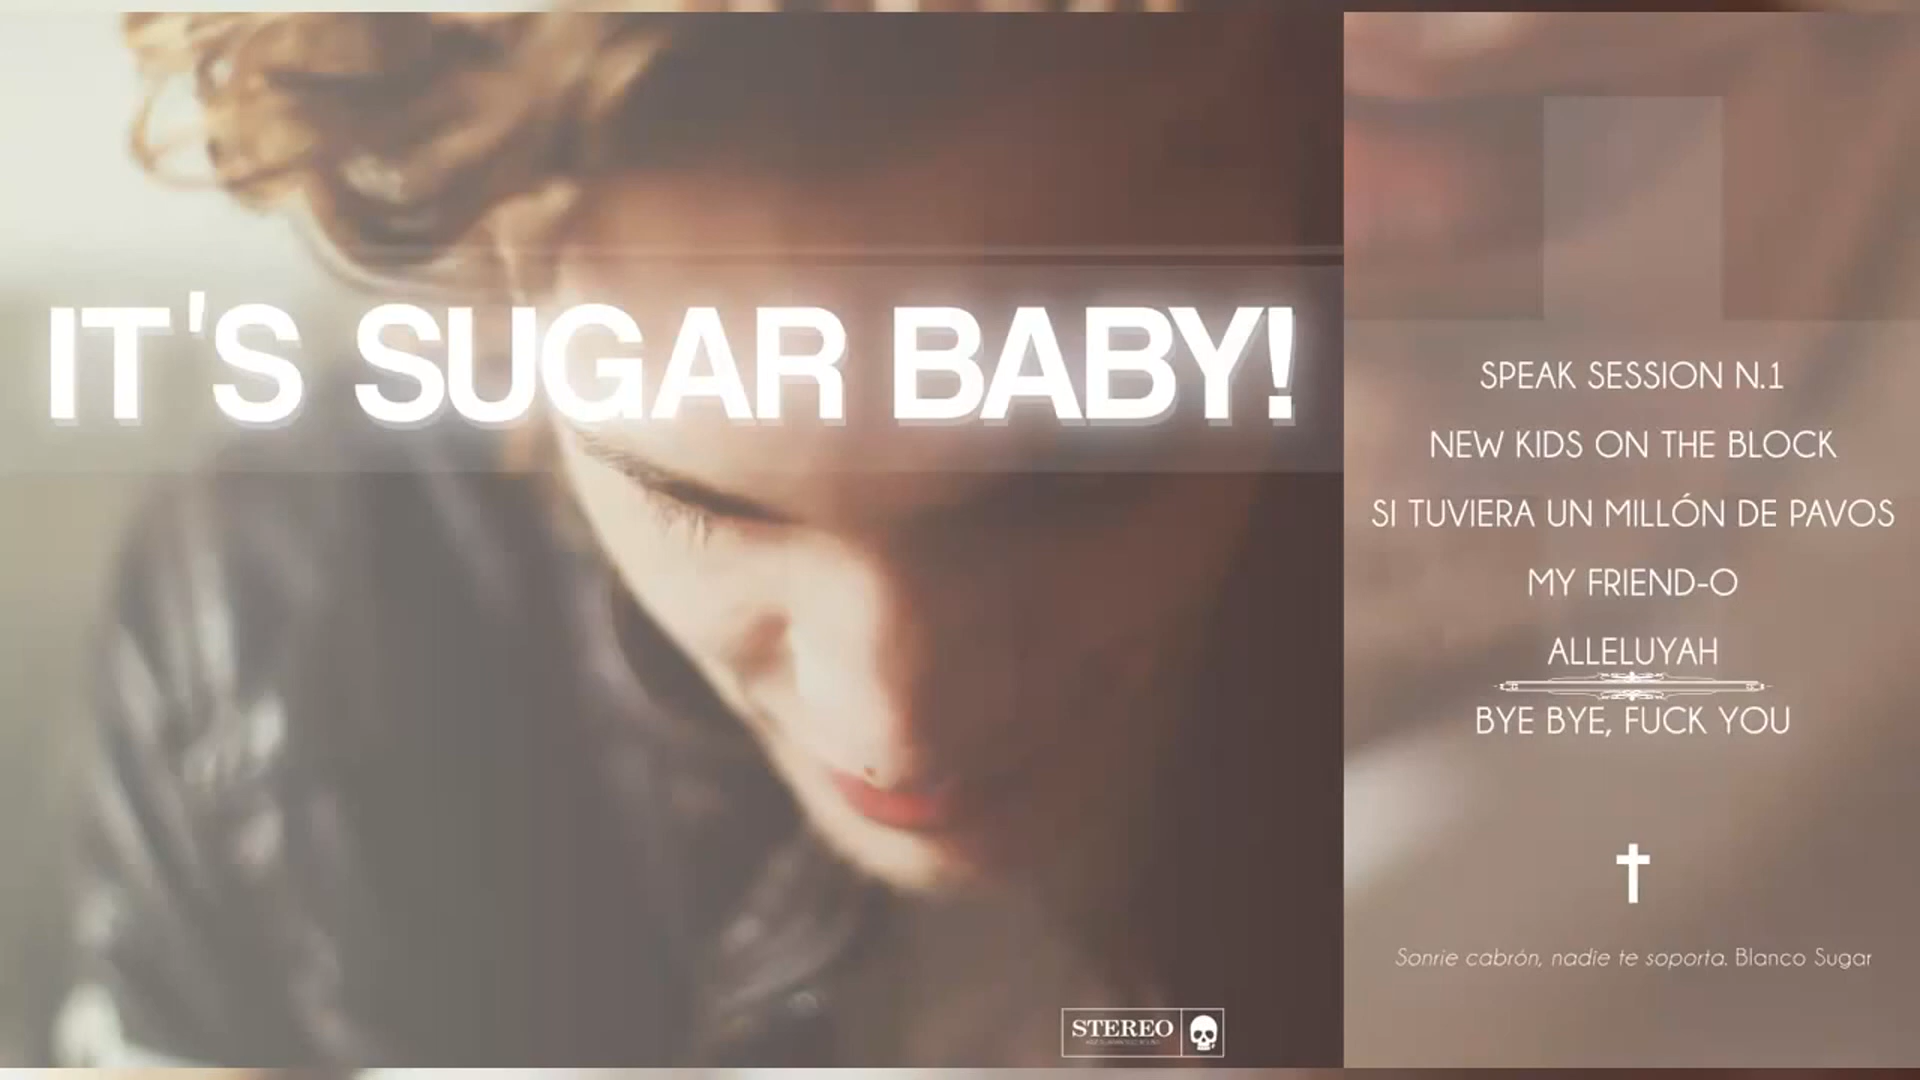 IT'S SUGAR BABY!
SPEAK SESSION N.1
NEW KIDS ON THE BLOCK
SI TUVIERA UN MILLÓN DE PAVOS
MY FRIEND-O
ALLELUYAH
BYE BYE, FUCK YOU
Sonrie cabrón, nadie te soporta. Blanco Sugar
STEREO